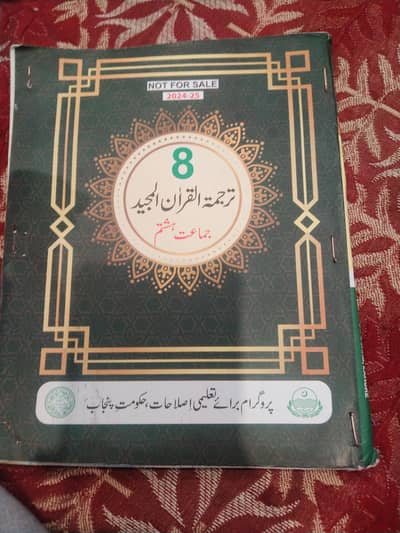 NOT FOR SALE
2024-25
8
ترجمۃ القرآن المجید
جماعت ہشتم
پروگرام برائے تعلیمی اصلاحات، حکومتِ پنجاب